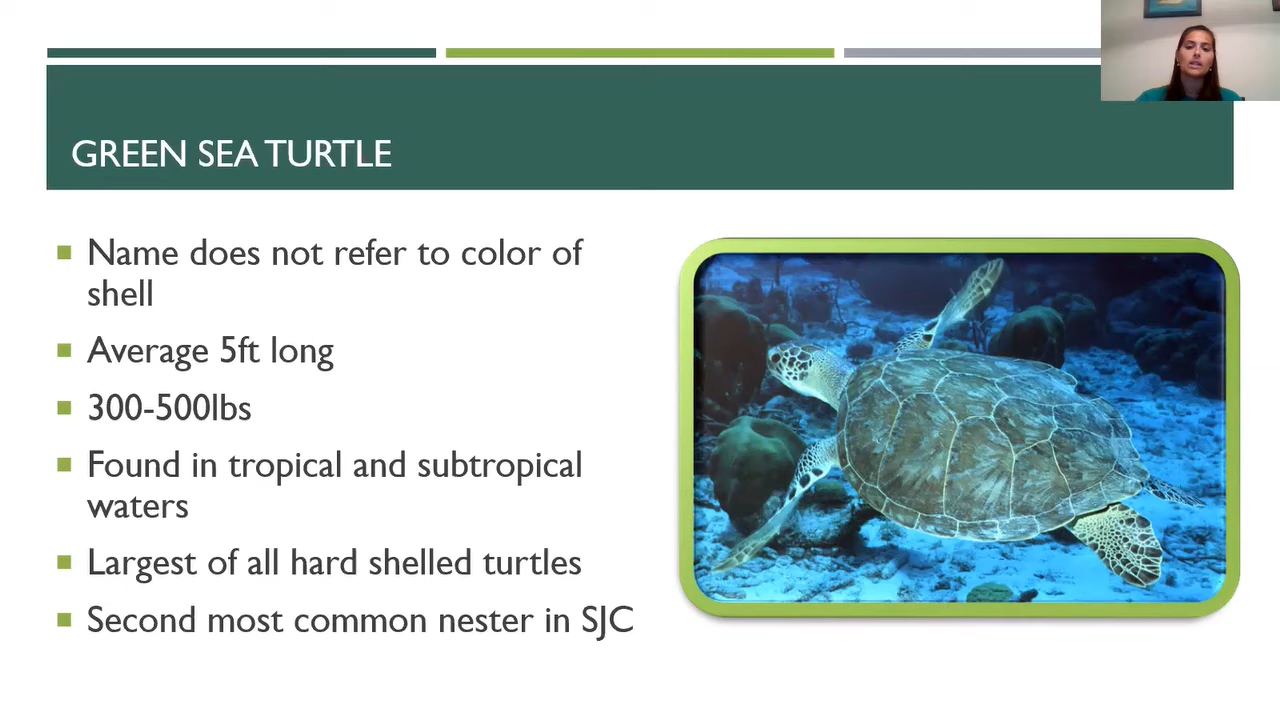 GREEN SEA TURTLE
Name does not refer to color of
shell
Average 5ft long
300-500lbs
Found in tropical and subtropical
waters
Largest of all hard shelled turtles
Second most common nester in SJC